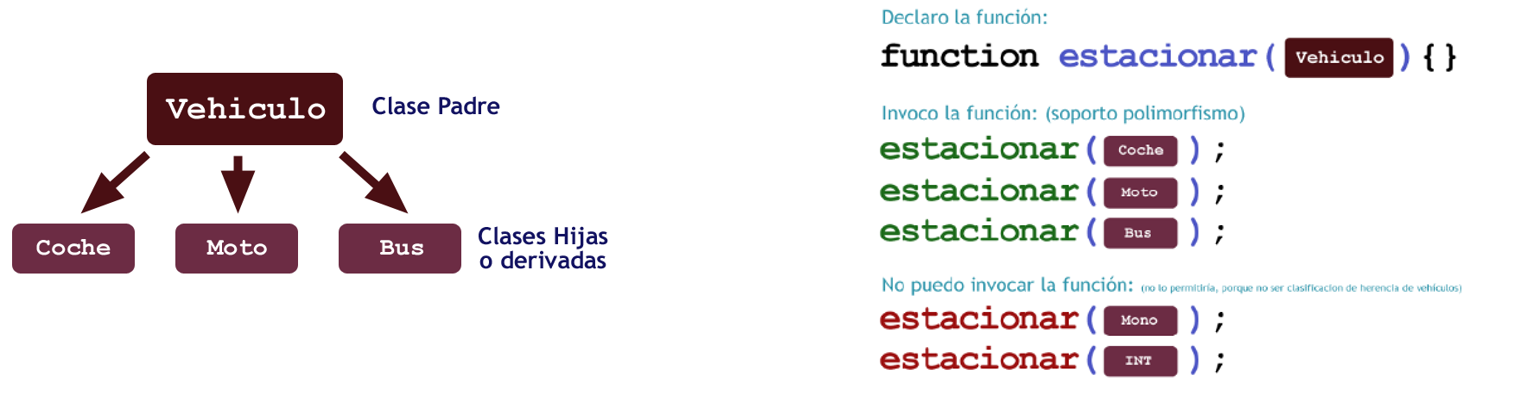 Vehiculo
Clase Padre
Coche
Moto
Bus
Clases Hijas
o derivadas
Declaro la función:
function estacionar( Vehiculo ){}
Invoco la función: (soporto polimorfismo)
estacionar( Coche );
estacionar( Moto );
estacionar( Bus );
No puedo invocar la función: (no lo permitiría, porque no ser clasificacion de herencia de vehículos)
estacionar( Mono );
estacionar( INT );